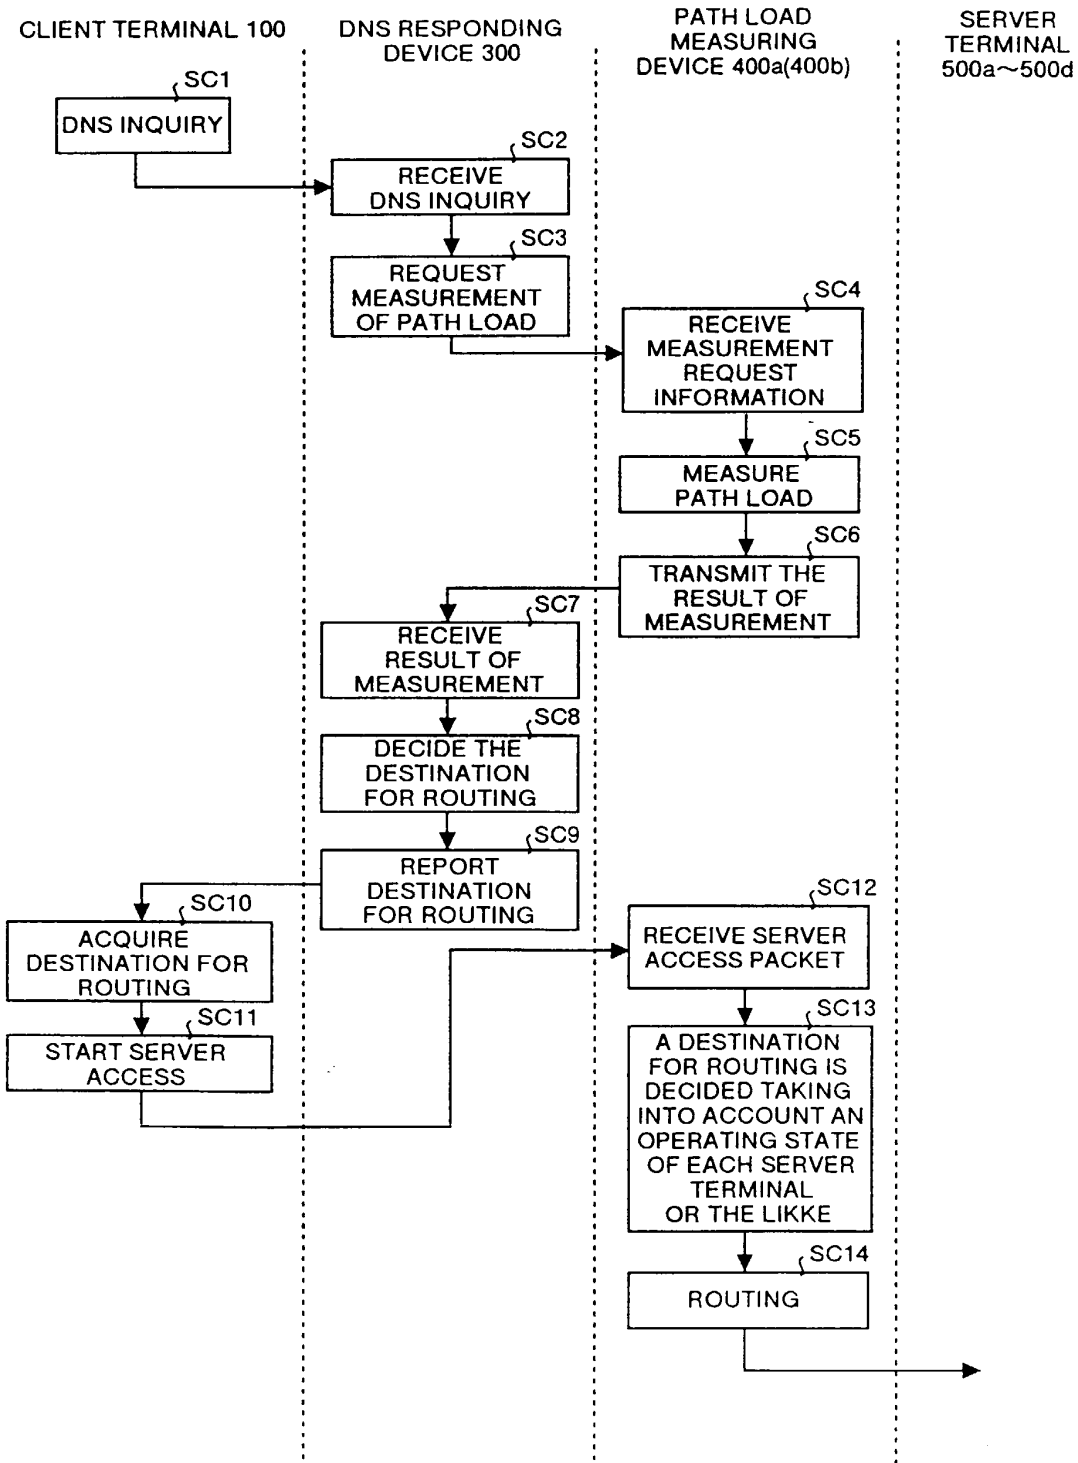 CLIENT TERMINAL 100
DNS RESPONDING
DEVICE 300
PATH LOAD
MEASURING
DEVICE 400a(400b)
SERVER
TERMINAL
500a～500d
SC1
DNS INQUIRY
SC2
RECEIVE
DNS INQUIRY
SC3
REQUEST
MEASUREMENT
OF PATH LOAD
SC4
RECEIVE
MEASUREMENT
REQUEST
INFORMATION
SC5
MEASURE
PATH LOAD
SC6
TRANSMIT THE
RESULT OF
MEASUREMENT
SC7
RECEIVE
RESULT OF
MEASUREMENT
SC8
DECIDE THE
DESTINATION
FOR ROUTING
SC9
REPORT
DESTINATION
FOR ROUTING
SC10
ACQUIRE
DESTINATION FOR
ROUTING
SC11
START SERVER
ACCESS
SC12
RECEIVE SERVER
ACCESS PACKET
SC13
A DESTINATION
FOR ROUTING IS
DECIDED TAKING
INTO ACCOUNT AN
OPERATING STATE
OF EACH SERVER
TERMINAL
OR THE LIKKE
SC14
ROUTING